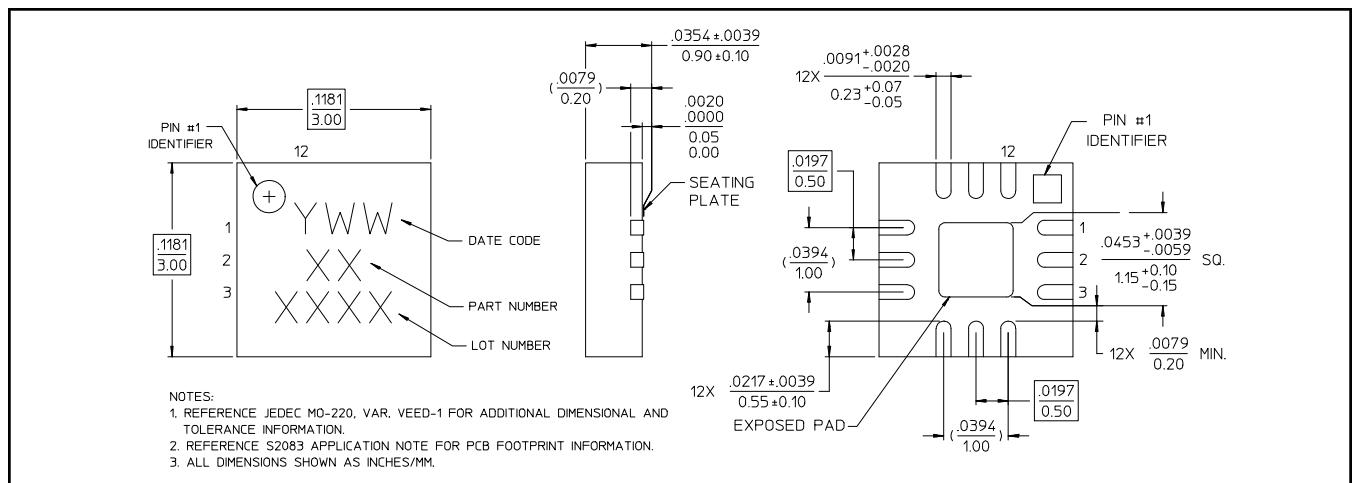 .1181
3.00
PIN #1
IDENTIFIER
12
.1181
3.00
1
2
3
YWW
XX
XXXX
DATE CODE
PART NUMBER
LOT NUMBER
.0354±.0039
0.90±0.10
(.0079)
0.20
.0020
.0000
0.05
0.00
SEATING
PLATE
12X .0091 +.0028 -.0020
0.23 +0.07 -0.05
PIN #1
IDENTIFIER
12
.0197
0.50
(.0394)
1.00
1
2
3
.0453 +.0039 -.0059 SQ.
1.15 +0.10 -0.15
12X .0079 MIN.
0.20
12X .0217±.0039
0.55±0.10
.0197
0.50
EXPOSED PAD
(.0394)
1.00
NOTES:
1. REFERENCE JEDEC MO-220, VAR. VEED-1 FOR ADDITIONAL DIMENSIONAL AND
TOLERANCE INFORMATION.
2. REFERENCE S2083 APPLICATION NOTE FOR PCB FOOTPRINT INFORMATION.
3. ALL DIMENSIONS SHOWN AS INCHES/MM.